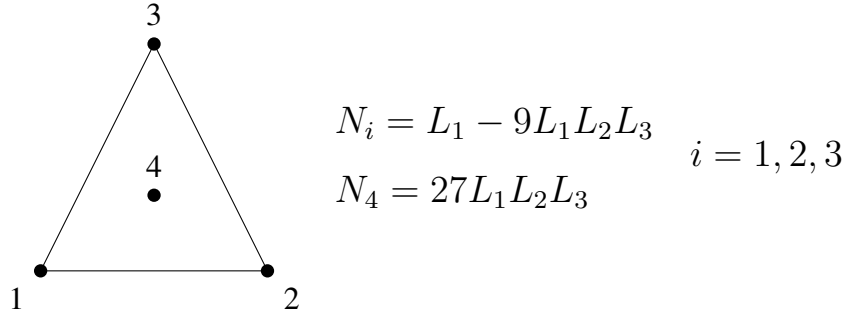 3
N_i = L_1 − 9L_1L_2L_3
i = 1, 2, 3
4
N_4 = 27L_1L_2L_3
1
2